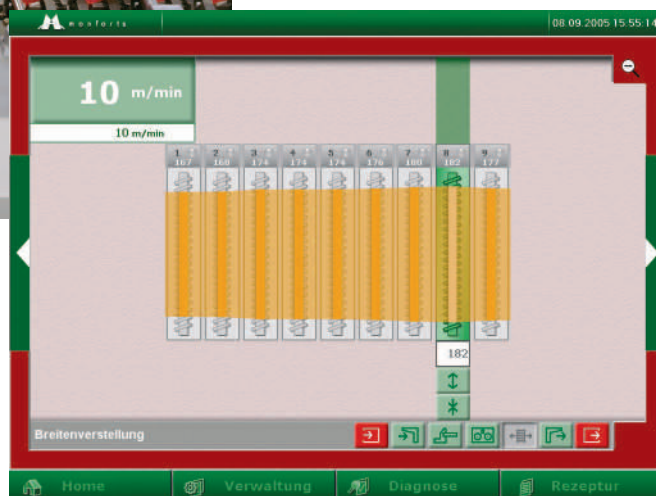 monforts 08.09.2005 15:55:14
10 m/min
10 m/min
1 2 3 4 5 6 7 8 9
167 168 174 174 174 176 180 182 177
182
Breitenverstellung
Home Verwaltung Diagnose Rezeptur